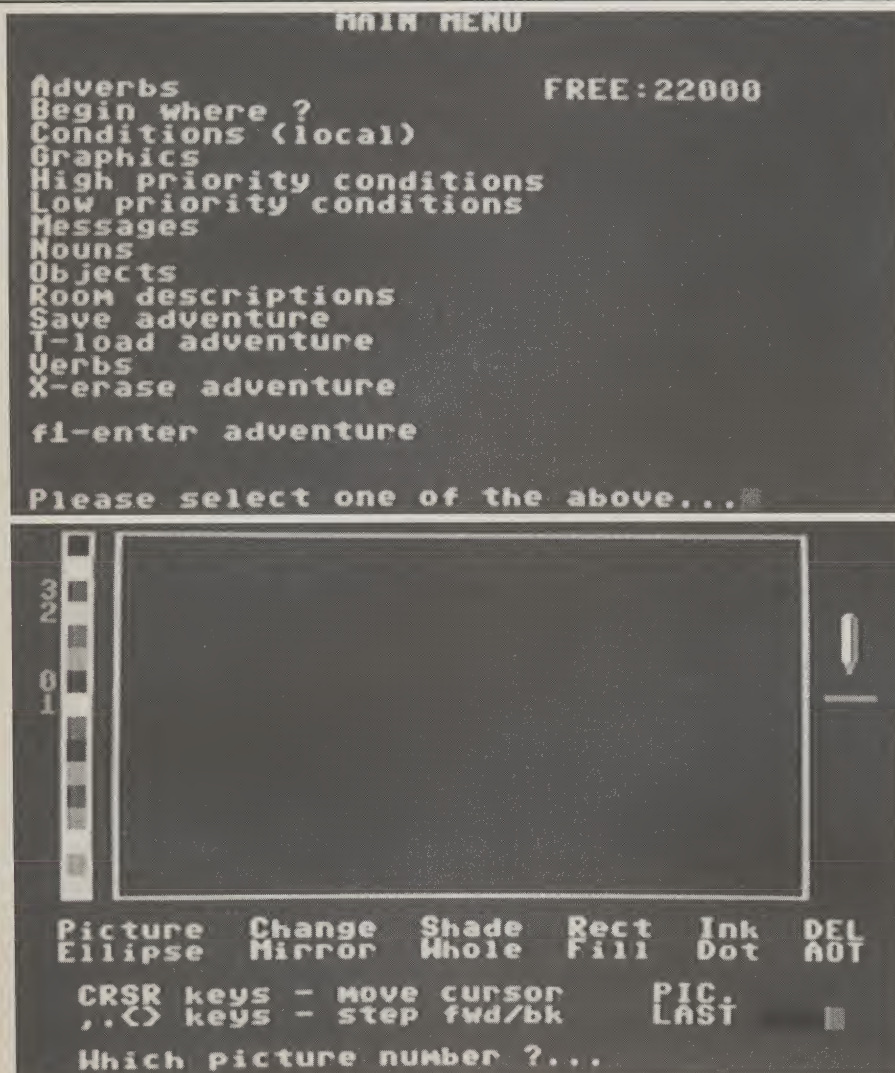 MAIN MENU
Adverbs FREE:22000
Begin where ?
Conditions (local)
Graphics
High priority conditions
Low priority conditions
Messages
Nouns
Objects
Room descriptions
Save adventure
T-load adventure
Verbs
X-erase adventure
f1-enter adventure
Please select one of the above...
3
2
0
1
Picture Change Shade Rect Ink DEL
Ellipse Mirror Whole Fill Dot AOT
CRSR keys - move cursor PIC.
,.<> keys - step fwd/bk LAST
Which picture number ?...